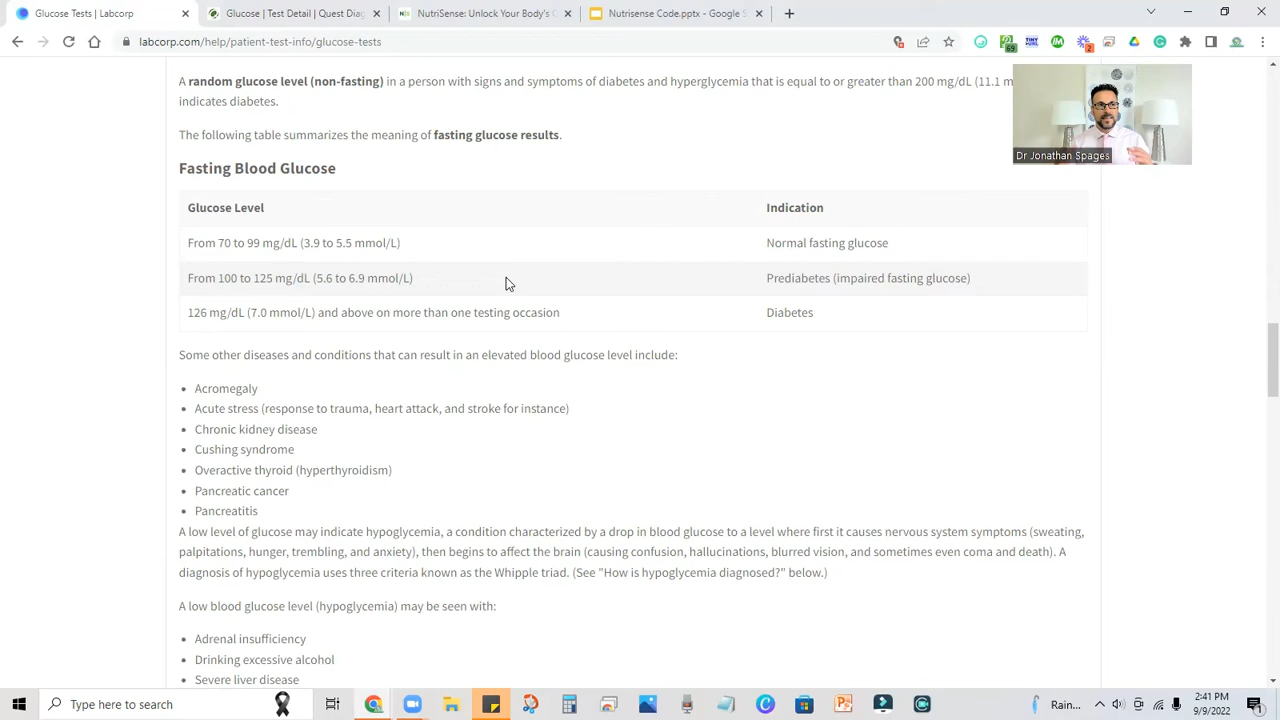 Glucose Tests | Labcorp
Glucose | Test Detail | Quest Diag
NutriSense: Unlock Your Body's C
Nutrisense Code.pptx - Google S
labcorp.com/help/patient-test-info/glucose-tests
69
2
A random glucose level (non-fasting) in a person with signs and symptoms of diabetes and hyperglycemia that is equal to or greater than 200 mg/dL (11.1 m
indicates diabetes.
Dr Jonathan Spages
The following table summarizes the meaning of fasting glucose results.
Fasting Blood Glucose
Glucose Level Indication
From 70 to 99 mg/dL (3.9 to 5.5 mmol/L) Normal fasting glucose
From 100 to 125 mg/dL (5.6 to 6.9 mmol/L) Prediabetes (impaired fasting glucose)
126 mg/dL (7.0 mmol/L) and above on more than one testing occasion Diabetes
Some other diseases and conditions that can result in an elevated blood glucose level include:
• Acromegaly
• Acute stress (response to trauma, heart attack, and stroke for instance)
• Chronic kidney disease
• Cushing syndrome
• Overactive thyroid (hyperthyroidism)
• Pancreatic cancer
• Pancreatitis
A low level of glucose may indicate hypoglycemia, a condition characterized by a drop in blood glucose to a level where first it causes nervous system symptoms (sweating,
palpitations, hunger, trembling, and anxiety), then begins to affect the brain (causing confusion, hallucinations, blurred vision, and sometimes even coma and death). A
diagnosis of hypoglycemia uses three criteria known as the Whipple triad. (See "How is hypoglycemia diagnosed?" below.)
A low blood glucose level (hypoglycemia) may be seen with:
• Adrenal insufficiency
• Drinking excessive alcohol
• Severe liver disease
Type here to search
Rain...
2:41 PM
9/9/2022
1